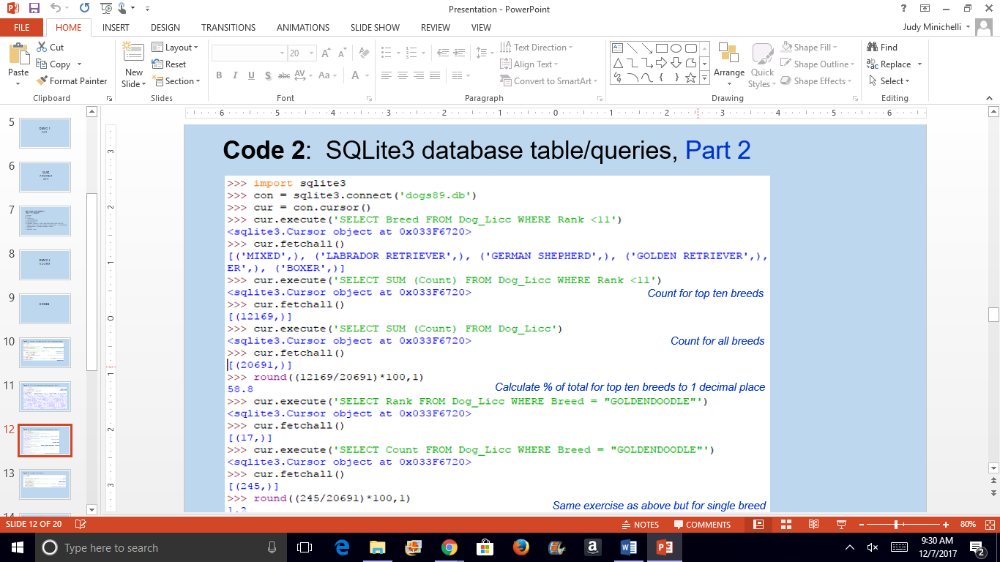 Presentation - PowerPoint
FILE HOME INSERT DESIGN TRANSITIONS ANIMATIONS SLIDE SHOW REVIEW VIEW Judy Minichelli
Paste
Cut
Copy
Format Painter
Clipboard
New Slide
Layout
Reset
Section
Slides
20
Font
Text Direction
Align Text
Convert to SmartArt
Paragraph
Arrange
Quick Styles
Shape Fill
Shape Outline
Shape Effects
Drawing
Find
Replace
Select
Editing
6 5 4 3 2 1 0 1 2 3 4 5 6
3
2
1
0
1
2
3
5
6
7
8
9
10
11
12
13
Code 2: SQLite3 database table/queries, Part 2
>>> import sqlite3
>>> con = sqlite3.connect('dogs89.db')
>>> cur = con.cursor()
>>> cur.execute('SELECT Breed FROM Dog_Licc WHERE Rank <11')
<sqlite3.Cursor object at 0x033F6720>
>>> cur.fetchall()
[('MIXED',), ('LABRADOR RETRIEVER',), ('GERMAN SHEPHERD',), ('GOLDEN RETRIEVER',),
ER',), ('BOXER',)]
>>> cur.execute('SELECT SUM (Count) FROM Dog_Licc WHERE Rank <11')
<sqlite3.Cursor object at 0x033F6720>
Count for top ten breeds
>>> cur.fetchall()
[(12169,)]
>>> cur.execute('SELECT SUM (Count) FROM Dog_Licc')
<sqlite3.Cursor object at 0x033F6720>
Count for all breeds
>>> cur.fetchall()
[(20691,)]
>>> round((12169/20691)*100,1)
58.8
Calculate % of total for top ten breeds to 1 decimal place
>>> cur.execute('SELECT Rank FROM Dog_Licc WHERE Breed = "GOLDENDOODLE"')
<sqlite3.Cursor object at 0x033F6720>
>>> cur.fetchall()
[(17,)]
>>> cur.execute('SELECT Count FROM Dog_Licc WHERE Breed = "GOLDENDOODLE"')
<sqlite3.Cursor object at 0x033F6720>
>>> cur.fetchall()
[(245,)]
>>> round((245/20691)*100,1)
1.2
Same exercise as above but for single breed
SLIDE 12 OF 20
NOTES COMMENTS 80%
Type here to search
9:30 AM
12/7/2017
2